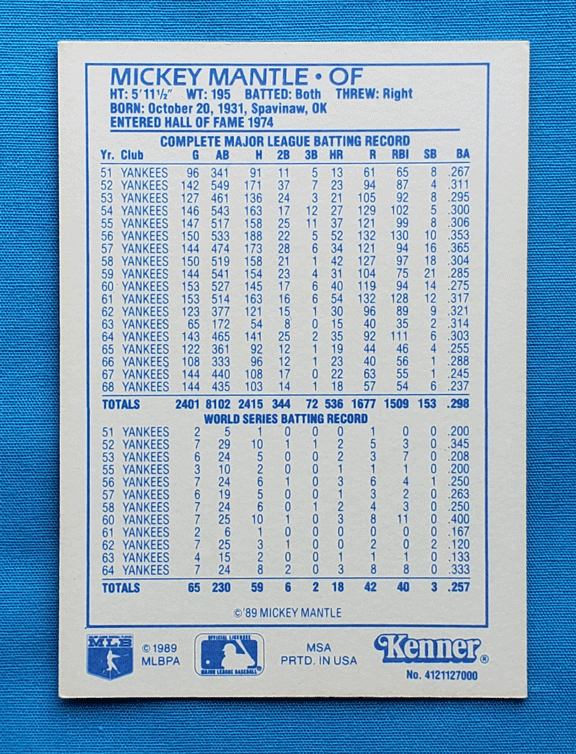 MICKEY MANTLE • OF
HT: 5'11½" WT: 195 BATTED: Both THREW: Right
BORN: October 20, 1931, Spavinaw, OK
ENTERED HALL OF FAME 1974
COMPLETE MAJOR LEAGUE BATTING RECORD
Yr. Club G AB H 2B 3B HR R RBI SB BA
51 YANKEES 96 341 91 11 5 13 61 65 8 .267
52 YANKEES 142 549 171 37 7 23 94 87 4 .311
53 YANKEES 127 461 136 24 3 21 105 92 8 .295
54 YANKEES 146 543 163 17 12 27 129 102 5 .300
55 YANKEES 147 517 158 25 11 37 121 99 8 .306
56 YANKEES 150 533 188 22 5 52 132 130 10 .353
57 YANKEES 144 474 173 28 6 34 121 94 16 .365
58 YANKEES 150 519 158 21 1 42 127 97 18 .304
59 YANKEES 144 541 154 23 4 31 104 75 21 .285
60 YANKEES 153 527 145 17 6 40 119 94 14 .275
61 YANKEES 153 514 163 16 6 54 132 128 12 .317
62 YANKEES 123 377 121 15 1 30 96 89 9 .321
63 YANKEES 65 172 54 8 0 15 40 35 2 .314
64 YANKEES 143 465 141 25 2 35 92 111 6 .303
65 YANKEES 122 361 92 12 1 19 44 46 4 .255
66 YANKEES 108 333 96 12 1 23 40 56 1 .288
67 YANKEES 144 440 108 17 0 22 63 55 1 .245
68 YANKEES 144 435 103 14 1 18 57 54 6 .237
TOTALS 2401 8102 2415 344 72 536 1677 1509 153 .298
WORLD SERIES BATTING RECORD
51 YANKEES 2 5 1 0 0 0 1 0 0 .200
52 YANKEES 7 29 10 1 1 2 5 3 0 .345
53 YANKEES 6 24 5 0 0 2 3 7 0 .208
55 YANKEES 3 10 2 0 0 1 1 1 0 .200
56 YANKEES 7 24 6 1 0 3 6 4 1 .250
57 YANKEES 6 19 5 0 0 1 3 2 0 .263
58 YANKEES 7 24 6 0 1 2 4 3 0 .250
60 YANKEES 7 25 10 1 0 3 8 11 0 .400
61 YANKEES 2 6 1 0 0 0 0 0 0 .167
62 YANKEES 7 25 3 1 0 0 2 0 2 .120
63 YANKEES 4 15 2 0 0 1 1 1 0 .133
64 YANKEES 7 24 8 2 0 3 8 8 0 .333
TOTALS 65 230 59 6 2 18 42 40 3 .257
©'89 MICKEY MANTLE
MLB
© 1989
MLBPA
OFFICIAL LICENSEE
MAJOR LEAGUE BASEBALL
MSA
PRTD. IN USA
Kenner®
No. 4121127000